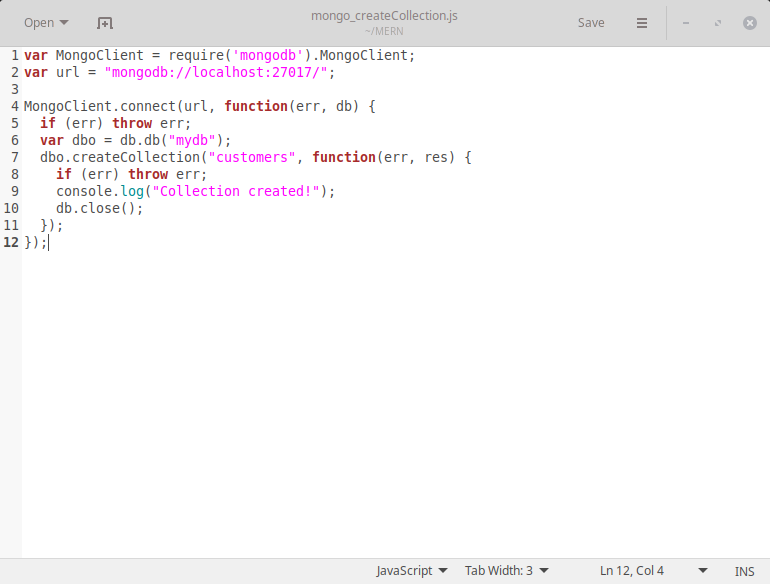 Open
mongo_createCollection.js
~/MERN
Save
1 var MongoClient = require('mongodb').MongoClient;
2 var url = "mongodb://localhost:27017/";
3
4 MongoClient.connect(url, function(err, db) {
5   if (err) throw err;
6   var dbo = db.db("mydb");
7   dbo.createCollection("customers", function(err, res) {
8     if (err) throw err;
9     console.log("Collection created!");
10     db.close();
11   });
12 });
JavaScript Tab Width: 3 Ln 12, Col 4 INS